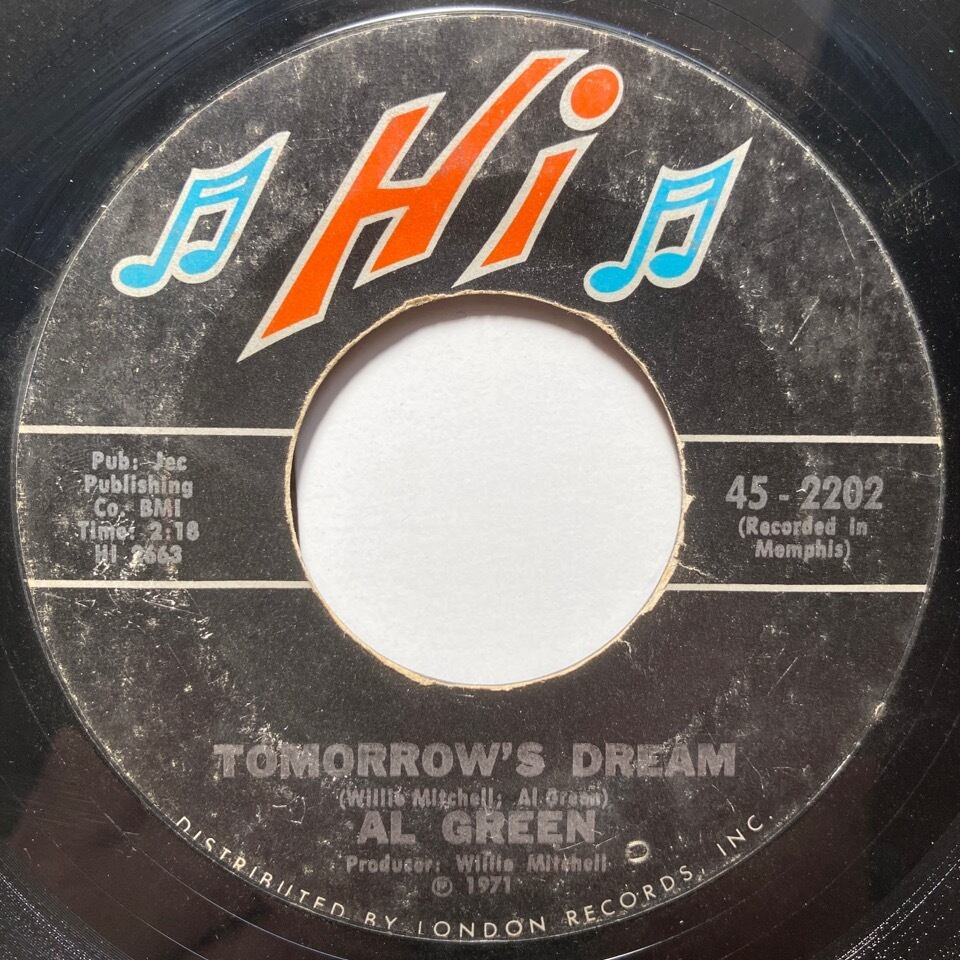 Hi
Pub: Jec
Publishing
Co. BMI
Time: 2:18
HI 2663
45-2202
(Recorded In
Memphis)
TOMORROW'S DREAM
(Willie Mitchell; Al Green)
AL GREEN
Producer: Willie Mitchell
℗ 1971
DISTRIBUTED BY LONDON RECORDS, INC.